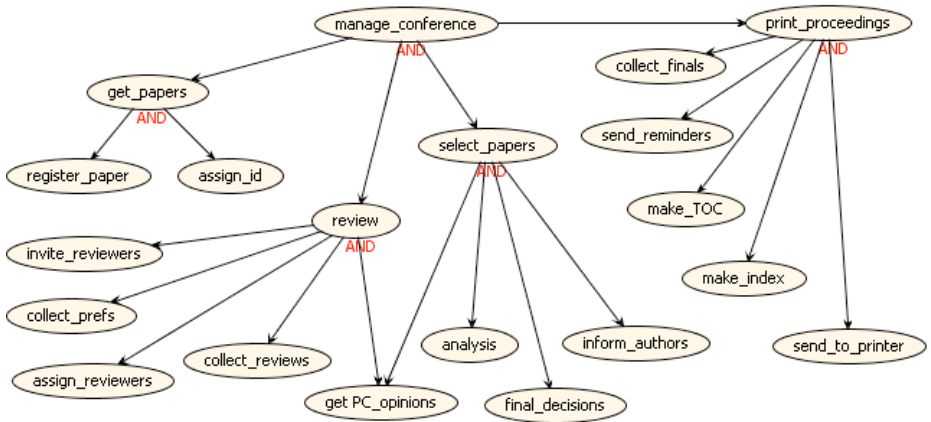 manage_conference
print_proceedings
AND
AND
collect_finals
get_papers
AND
send_reminders
select_papers
AND
register_paper
assign_id
make_TOC
review
AND
invite_reviewers
make_index
collect_prefs
analysis
inform_authors
send_to_printer
collect_reviews
assign_reviewers
get PC_opinions
final_decisions